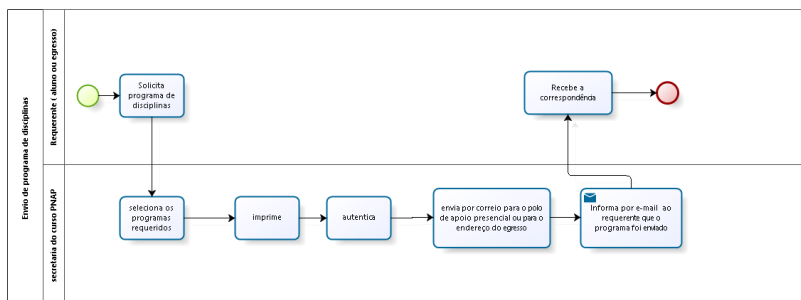 Envio de programa de disciplinas
Requerente ( aluno ou egresso)
Solicita
programa de
disciplinas
Recebe a
correspondência
secretaria do curso PNAP
seleciona os
programas
requeridos
imprime
autentica
envia por correio para o polo
de apoio presencial ou para o
endereço do egresso
Informa por e-mail ao
requerente que o
programa foi enviado